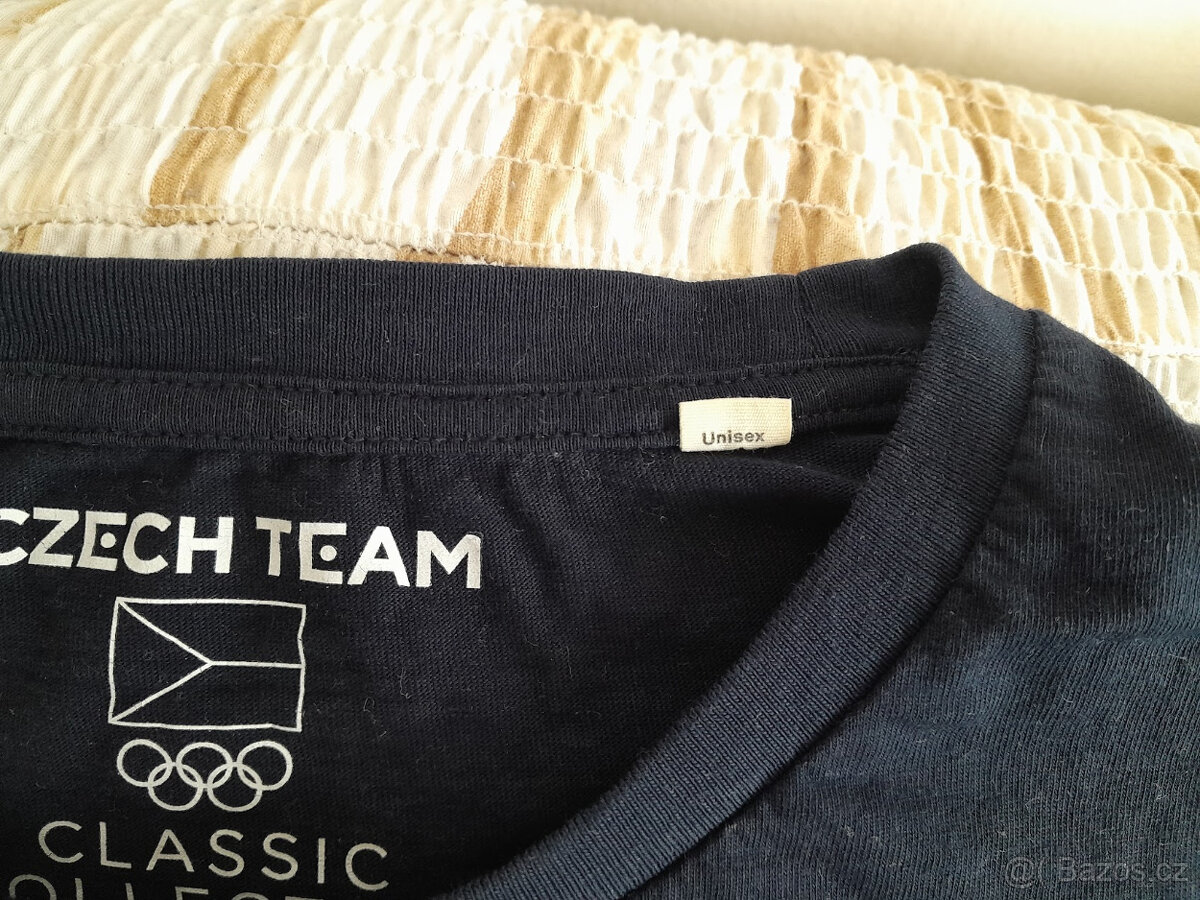 Unisex
CZECH TEAM
CLASSIC
@( Bazos.cz